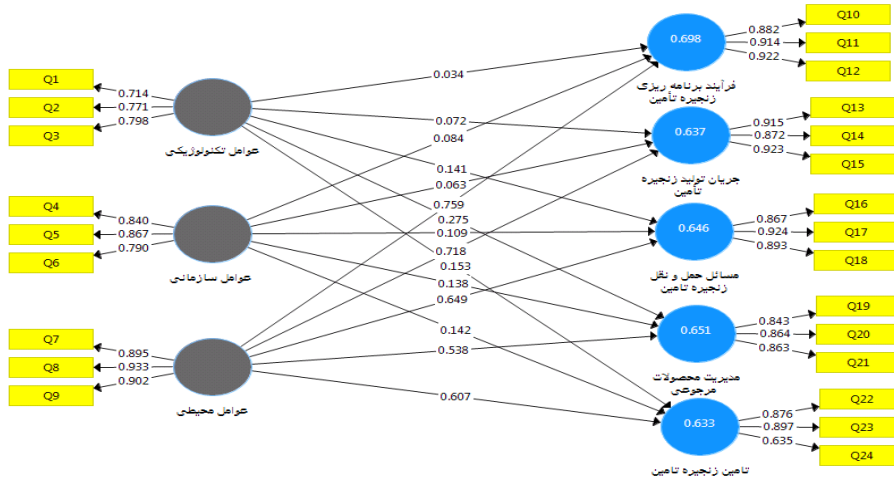 Q1
Q2
Q3
0.714
0.771
0.798
عوامل تکنولوژیکی
Q4
Q5
Q6
0.840
0.867
0.790
عوامل سازمانی
Q7
Q8
Q9
0.895
0.933
0.902
عوامل محیطی
0.034
0.072
0.084
0.141
0.063
0.759
0.275
0.109
0.718
0.153
0.138
0.649
0.142
0.538
0.607
0.698
فرآیند برنامه ریزی
زنجیره تأمین
0.882
0.914
0.922
Q10
Q11
Q12
0.637
جریان تولید زنجیره
تأمین
0.915
0.872
0.923
Q13
Q14
Q15
0.646
مسائل حمل و نقل
زنجیره تامین
0.867
0.924
0.893
Q16
Q17
Q18
0.651
مدیریت محصولات
مرجوعی
0.843
0.864
0.863
Q19
Q20
Q21
0.633
تامین زنجیره تامین
0.876
0.897
0.635
Q22
Q23
Q24